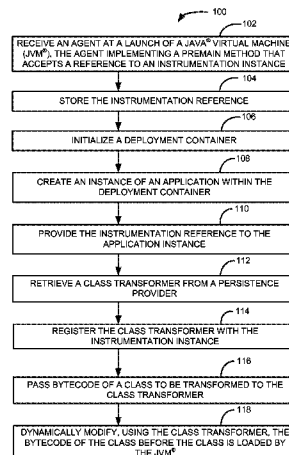 100
102
RECEIVE AN AGENT AT A LAUNCH OF A JAVA® VIRTUAL MACHINE
(JVM®), THE AGENT IMPLEMENTING A PREMAIN METHOD THAT
ACCEPTS A REFERENCE TO AN INSTRUMENTATION INSTANCE
104
STORE THE INSTRUMENTATION REFERENCE
106
INITIALIZE A DEPLOYMENT CONTAINER
108
CREATE AN INSTANCE OF AN APPLICATION WITHIN THE
DEPLOYMENT CONTAINER
110
PROVIDE THE INSTRUMENTATION REFERENCE TO THE
APPLICATION INSTANCE
112
RETRIEVE A CLASS TRANSFORMER FROM A PERSISTENCE
PROVIDER
114
REGISTER THE CLASS TRANSFORMER WITH THE
INSTRUMENTATION INSTANCE
116
PASS BYTECODE OF A CLASS TO BE TRANSFORMED TO THE
CLASS TRANSFORMER
118
DYNAMICALLY MODIFY, USING THE CLASS TRANSFORMER, THE
BYTECODE OF THE CLASS BEFORE THE CLASS IS LOADED BY
THE JVM®